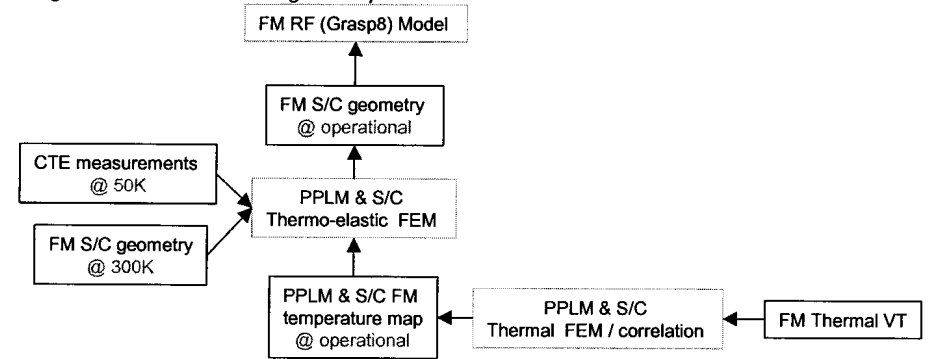 FM RF (Grasp8) Model
FM S/C geometry
@ operational
CTE measurements
@ 50K
PPLM & S/C
Thermo-elastic FEM
FM S/C geometry
@ 300K
PPLM & S/C FM
temperature map
@ operational
PPLM & S/C
Thermal FEM / correlation
FM Thermal VT